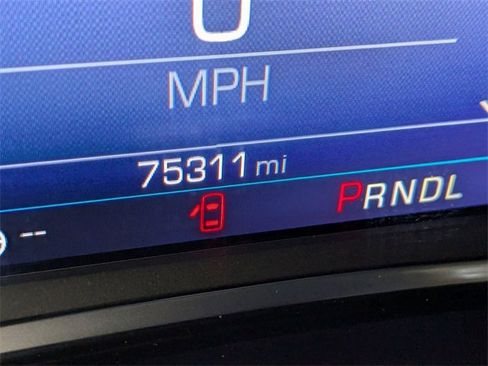 0
MPH
75311 mi
--
PRNDL